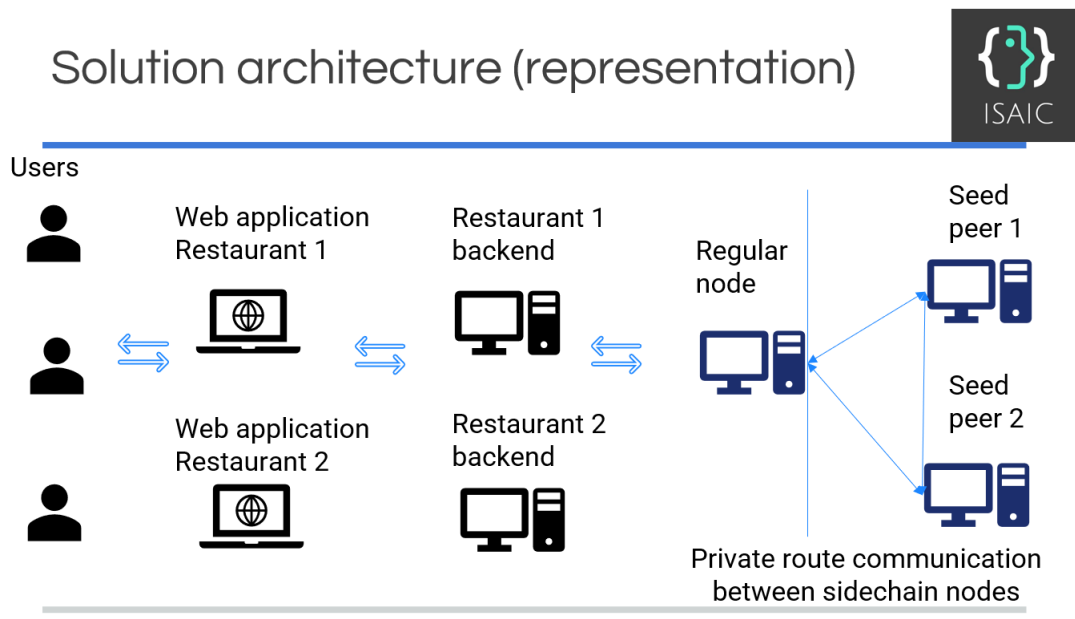 Solution architecture (representation)
ISAIC
Users
Web application
Restaurant 1
Restaurant 1
backend
Regular
node
Seed
peer 1
Web application
Restaurant 2
Restaurant 2
backend
Seed
peer 2
Private route communication
between sidechain nodes